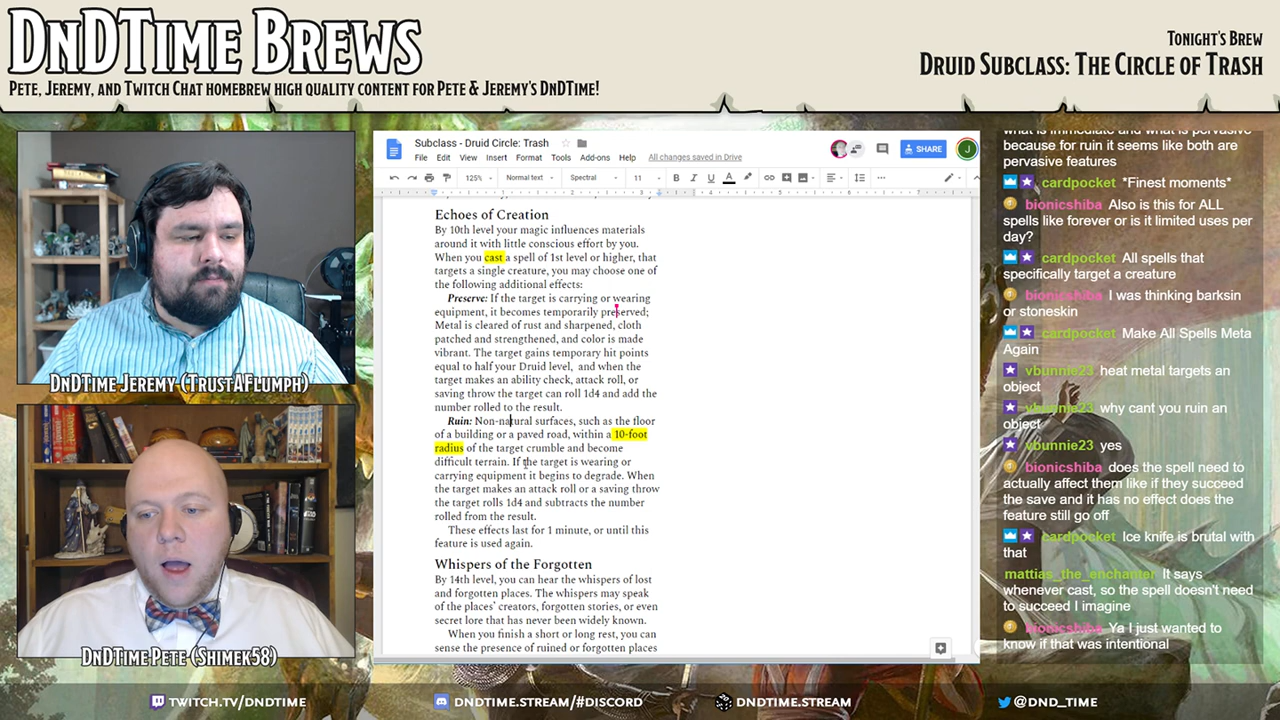 DnDTime Brews
Pete, Jeremy, and Twitch Chat homebrew high quality content for Pete & Jeremy's DnDTime!
Tonight's Brew
Druid Subclass: The Circle of Trash
DnDTime Jeremy (TrustAFlumph)
DnDTime Pete (Shimek58)
Subclass - Druid Circle: Trash
File Edit View Insert Format Tools Add-ons Help All changes saved in Drive
SHARE
J
125% Normal text Spectral 11 B I U A
1 2 3 4 5 6 7
Echoes of Creation
By 10th level your magic influences materials
around it with little conscious effort by you.
When you cast a spell of 1st level or higher, that
targets a single creature, you may choose one of
the following additional effects:
Preserve: If the target is carrying or wearing
equipment, it becomes temporarily preserved;
Metal is cleared of rust and sharpened, cloth
patched and strengthened, and color is made
vibrant. The target gains temporary hit points
equal to half your Druid level, and when the
target makes an ability check, attack roll, or
saving throw the target can roll 1d4 and add the
number rolled to the result.
Ruin: Non-natural surfaces, such as the floor
of a building or a paved road, within a 10-foot
radius of the target crumble and become
difficult terrain. If the target is wearing or
carrying equipment it begins to degrade. When
the target makes an attack roll or a saving throw
the target rolls 1d4 and subtracts the number
rolled from the result.
These effects last for 1 minute, or until this
feature is used again.
Whispers of the Forgotten
By 14th level, you can hear the whispers of lost
and forgotten places. The whispers may speak
of the places' creators, forgotten stories, or even
secret lore that has never been widely known.
When you finish a short or long rest, you can
sense the presence of ruined or forgotten places
what is immediate and what is pervasive
because for ruin it seems like both are
pervasive features
cardpocket *Finest moments*
bionicshiba Also is this for ALL
spells like forever or is it limited uses per
day?
cardpocket All spells that
specifically target a creature
bionicshiba I was thinking barksin
or stoneskin
cardpocket Make All Spells Meta
Again
vbunnie23 heat metal targets an
object
vbunnie23 why cant you ruin an
object
vbunnie23 yes
bionicshiba does the spell need to
actually affect them like if they succeed
the save and it has no effect does the
feature still go off
cardpocket Ice knife is brutal with
that
mattias_the_enchanter It says
whenever cast, so the spell doesn't need
to succeed I imagine
bionicshiba Ya I just wanted to
know if that was intentional
twitch.tv/dndtime
dndtime.stream/#discord
dndtime.stream
@dnd_time